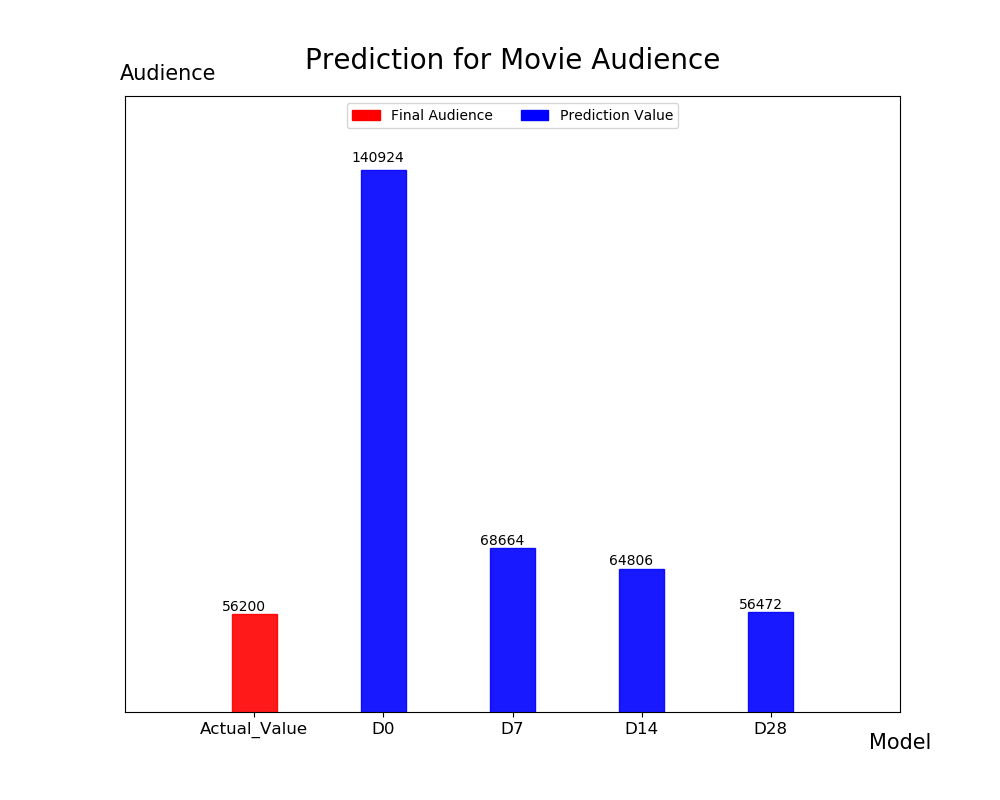 Prediction for Movie Audience
Audience
Final Audience
Prediction Value
140924
68664
64806
56200
56472
Actual_Value
D0
D7
D14
D28
Model